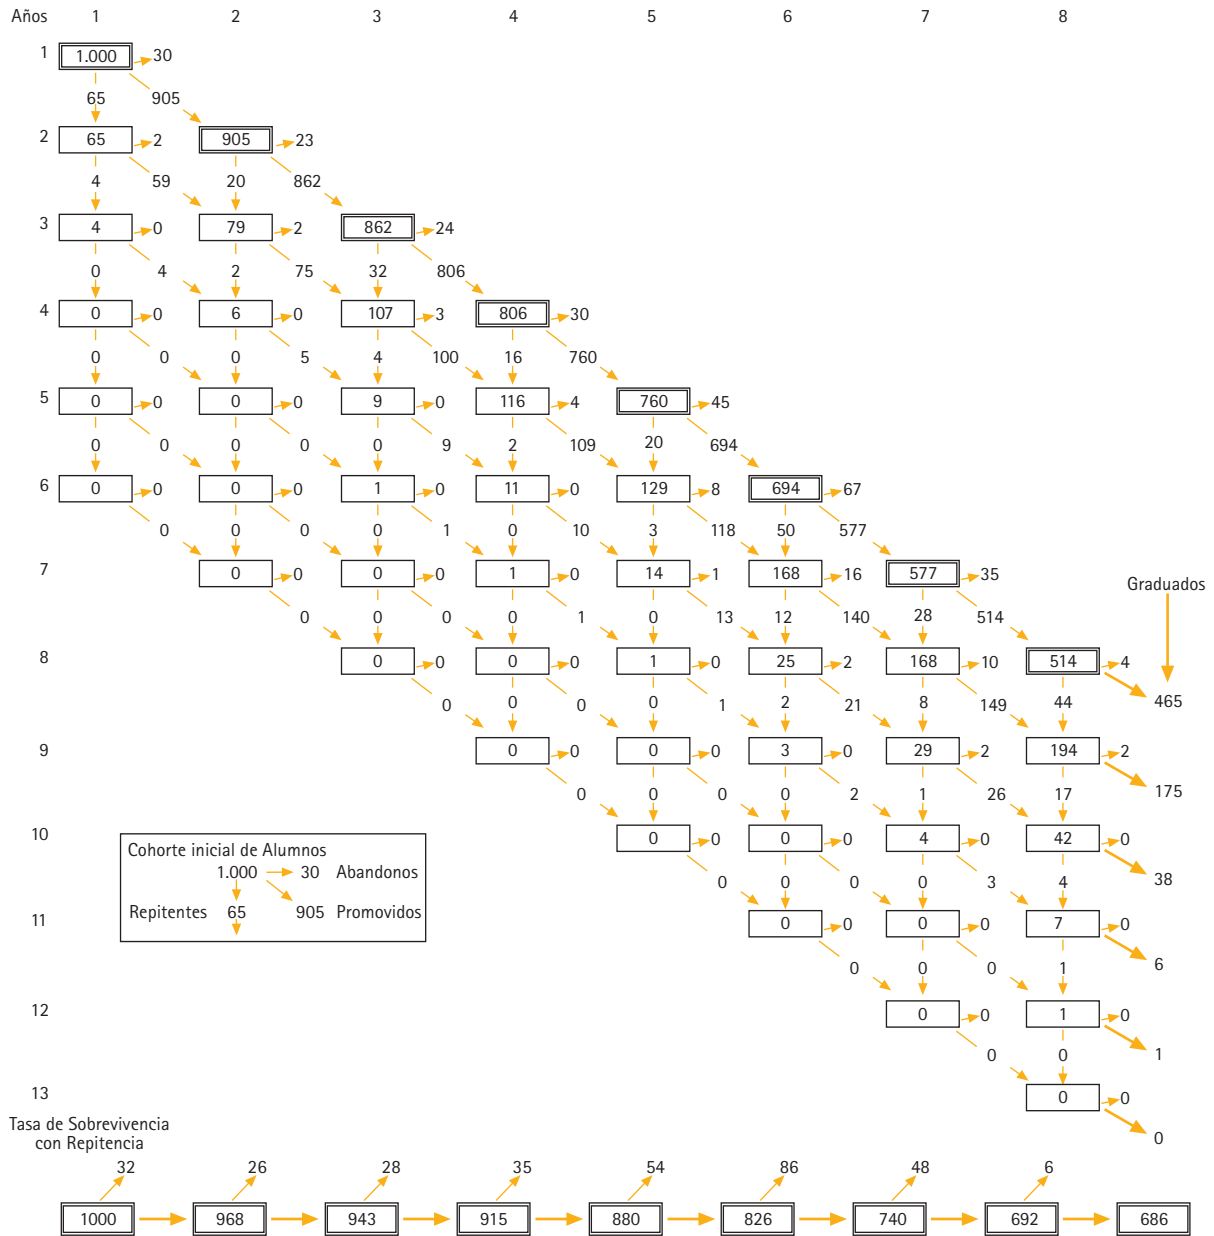 Años 1 2 3 4 5 6 7 8
1 1.000 30
65 905
2 65 2 905 23
4 59 20 862
3 4 0 79 2 862 24
0 4 2 75 32 806
4 0 0 6 0 107 3 806 30
0 0 0 5 4 100 16 760
5 0 0 0 0 9 0 116 4 760 45
0 0 0 0 0 9 2 109 20 694
6 0 0 0 0 1 0 11 0 129 8 694 67
0 0 0 0 1 0 10 3 118 50 577
7 0 0 0 0 1 0 14 1 168 16 577 35
Graduados
0 0 0 0 1 0 13 12 140 28 514
8 0 0 0 0 1 0 25 2 168 10 514 4
0 0 0 0 1 2 21 8 149 44 465
9 0 0 0 0 3 0 29 2 194 2
0 0 0 0 2 1 26 17 175
10 0 0 0 0 4 0 42 0
Cohorte inicial de Alumnos
1.000 30 Abandonos
Repitentes 65 905 Promovidos
0 0 0 0 3 4 38
11 0 0 0 0 7 0
0 0 0 1 6
12 0 0 1 0
0 0 1
13 0 0
0
Tasa de Sobrevivencia
con Repitencia
32 26 28 35 54 86 48 6
1000 968 943 915 880 826 740 692 686